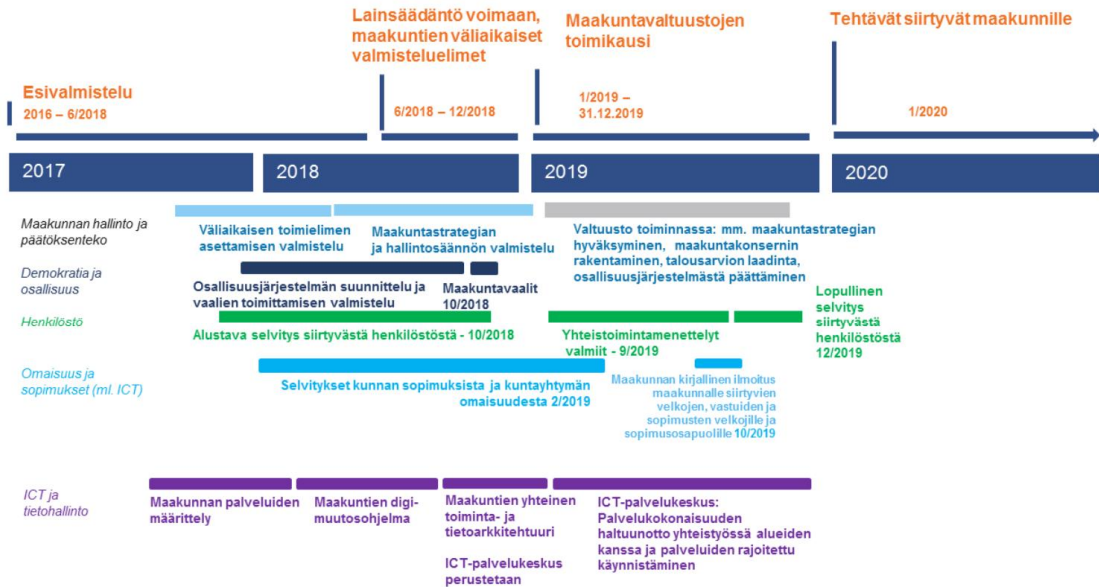 Esivalmistelu
2016 – 6/2018
Lainsäädäntö voimaan,
maakuntien väliaikaiset
valmisteluelimet
6/2018 – 12/2018
Maakuntavaltuustojen
toimikausi
1/2019 –
31.12.2019
Tehtävät siirtyvät maakunnille
1/2020
2017
2018
2019
2020
Maakunnan hallinto ja
päätöksenteko
Väliaikaisen toimielimen
asettamisen valmistelu
Maakuntastrategian
ja hallintosäännön valmistelu
Valtuusto toiminnassa: mm. maakuntastrategian
hyväksyminen, maakuntakonsernin
rakentaminen, talousarvion laadinta,
osallisuusjärjestelmästä päättäminen
Demokratia ja
osallisuus
Osallisuusjärjestelmän suunnittelu ja
vaalien toimittamisen valmistelu
Maakuntavaalit
10/2018
Henkilöstö
Alustava selvitys siirtyvästä henkilöstöstä - 10/2018
Yhteistoimintamenettelyt
valmiit - 9/2019
Lopullinen
selvitys
siirtyvästä
henkilöstöstä
12/2019
Omaisuus ja
sopimukset (ml. ICT)
Selvitykset kunnan sopimuksista ja kuntayhtymän
omaisuudesta 2/2019
Maakunnan kirjallinen ilmoitus
maakunnalle siirtyvien
velkojen, vastuiden ja
sopimusten velkojille ja
sopimusosapuolille 10/2019
ICT ja
tietohallinto
Maakunnan palveluiden
määrittely
Maakuntien digi-
muutosohjelma
Maakuntien yhteinen
toiminta- ja
tietoarkkitehtuuri
ICT-palvelukeskus
perustetaan
ICT-palvelukeskus:
Palvelukokonaisuuden
haltuunotto yhteistyössä alueiden
kanssa ja palveluiden rajoitettu
käynnistäminen